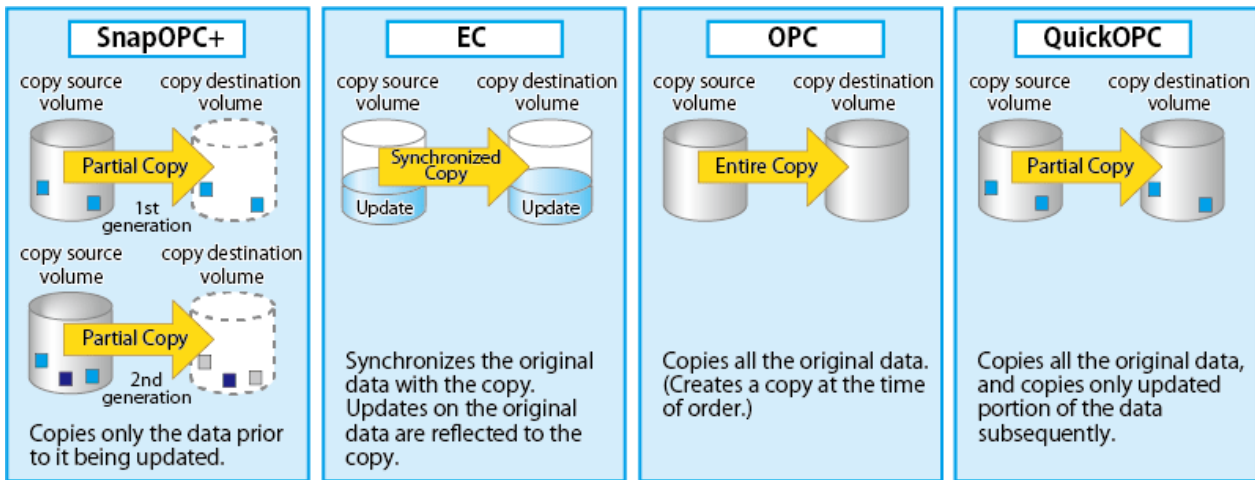 SnapOPC+
copy source
volume
copy destination
volume
Partial Copy
1st
generation
copy source
volume
copy destination
volume
Partial Copy
2nd
generation
Copies only the data prior
to it being updated.
EC
copy source
volume
copy destination
volume
Synchronized
Copy
Update
Update
Synchronizes the original
data with the copy.
Updates on the original
data are reflected to the
copy.
OPC
copy source
volume
copy destination
volume
Entire Copy
Copies all the original data.
(Creates a copy at the time
of order.)
QuickOPC
copy source
volume
copy destination
volume
Partial Copy
Copies all the original data,
and copies only updated
portion of the data
subsequently.